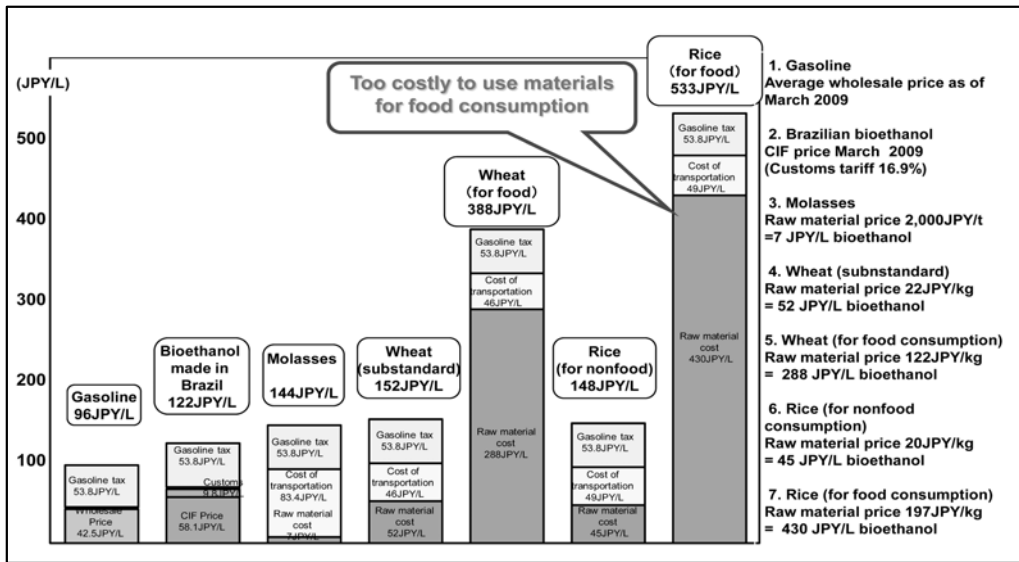 (JPY/L)
500
400
300
200
100
Too costly to use materials
for food consumption
Gasoline
96JPY/L
Gasoline tax
53.8JPY/L
Wholesale
Price
42.5JPY/L
Bioethanol
made in
Brazil
122JPY/L
Gasoline tax
53.8JPY/L
Customs
9.8JPY/L
CIF Price
58.1JPY/L
Molasses
144JPY/L
Gasoline tax
53.8JPY/L
Cost of
transportation
83.4JPY/L
Raw material
cost
7JPY/L
Wheat
(substandard)
152JPY/L
Gasoline tax
53.8JPY/L
Cost of
transportation
46JPY/L
Raw material
cost
52JPY/L
Wheat
(for food)
388JPY/L
Gasoline tax
53.8JPY/L
Cost of
transportation
46JPY/L
Raw material
cost
288JPY/L
Rice
(for nonfood)
148JPY/L
Gasoline tax
53.8JPY/L
Cost of
transportation
49JPY/L
Raw material
cost
45JPY/L
Rice
(for food)
533JPY/L
Gasoline tax
53.8JPY/L
Cost of
transportation
49JPY/L
Raw material
cost
430JPY/L
1. Gasoline
Average wholesale price as of
March 2009
2. Brazilian bioethanol
CIF price March 2009
(Customs tariff 16.9%)
3. Molasses
Raw material price 2,000JPY/t
=7 JPY/L bioethanol
4. Wheat (subnstandard)
Raw material price 22JPY/kg
= 52 JPY/L bioethanol
5. Wheat (for food consumption)
Raw material price 122JPY/kg
= 288 JPY/L bioethanol
6. Rice (for nonfood
consumption)
Raw material price 20JPY/kg
= 45 JPY/L bioethanol
7. Rice (for food consumption)
Raw material price 197JPY/kg
= 430 JPY/L bioethanol